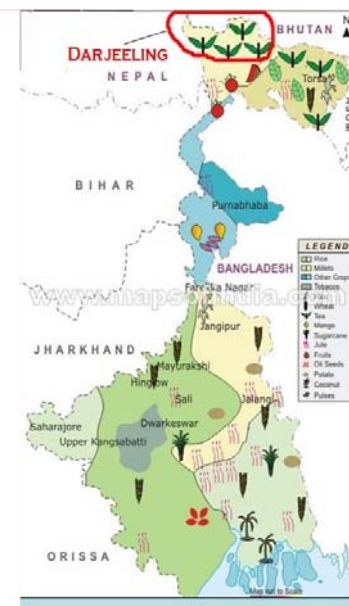 BHUTAN
N
DARJEELING
NEPAL
Torsa
BIHAR
Purnabhaba
BANGLADESH
LEGEND
Rice
Millets
Other Crops
Tobacco
Wheat
Tea
Mango
Sugarcane
Jute
Fruits
Oil Seeds
Potato
Coconut
Pulses
www.mapsofindia.com
Farakka Nagar
Jangipur
JHARKHAND
Mayurakshi
Hinglow
Sali
Jalangi
Dwarkeswar
Saharajore
Upper Kangsabatti
ORISSA
Map not to Scale